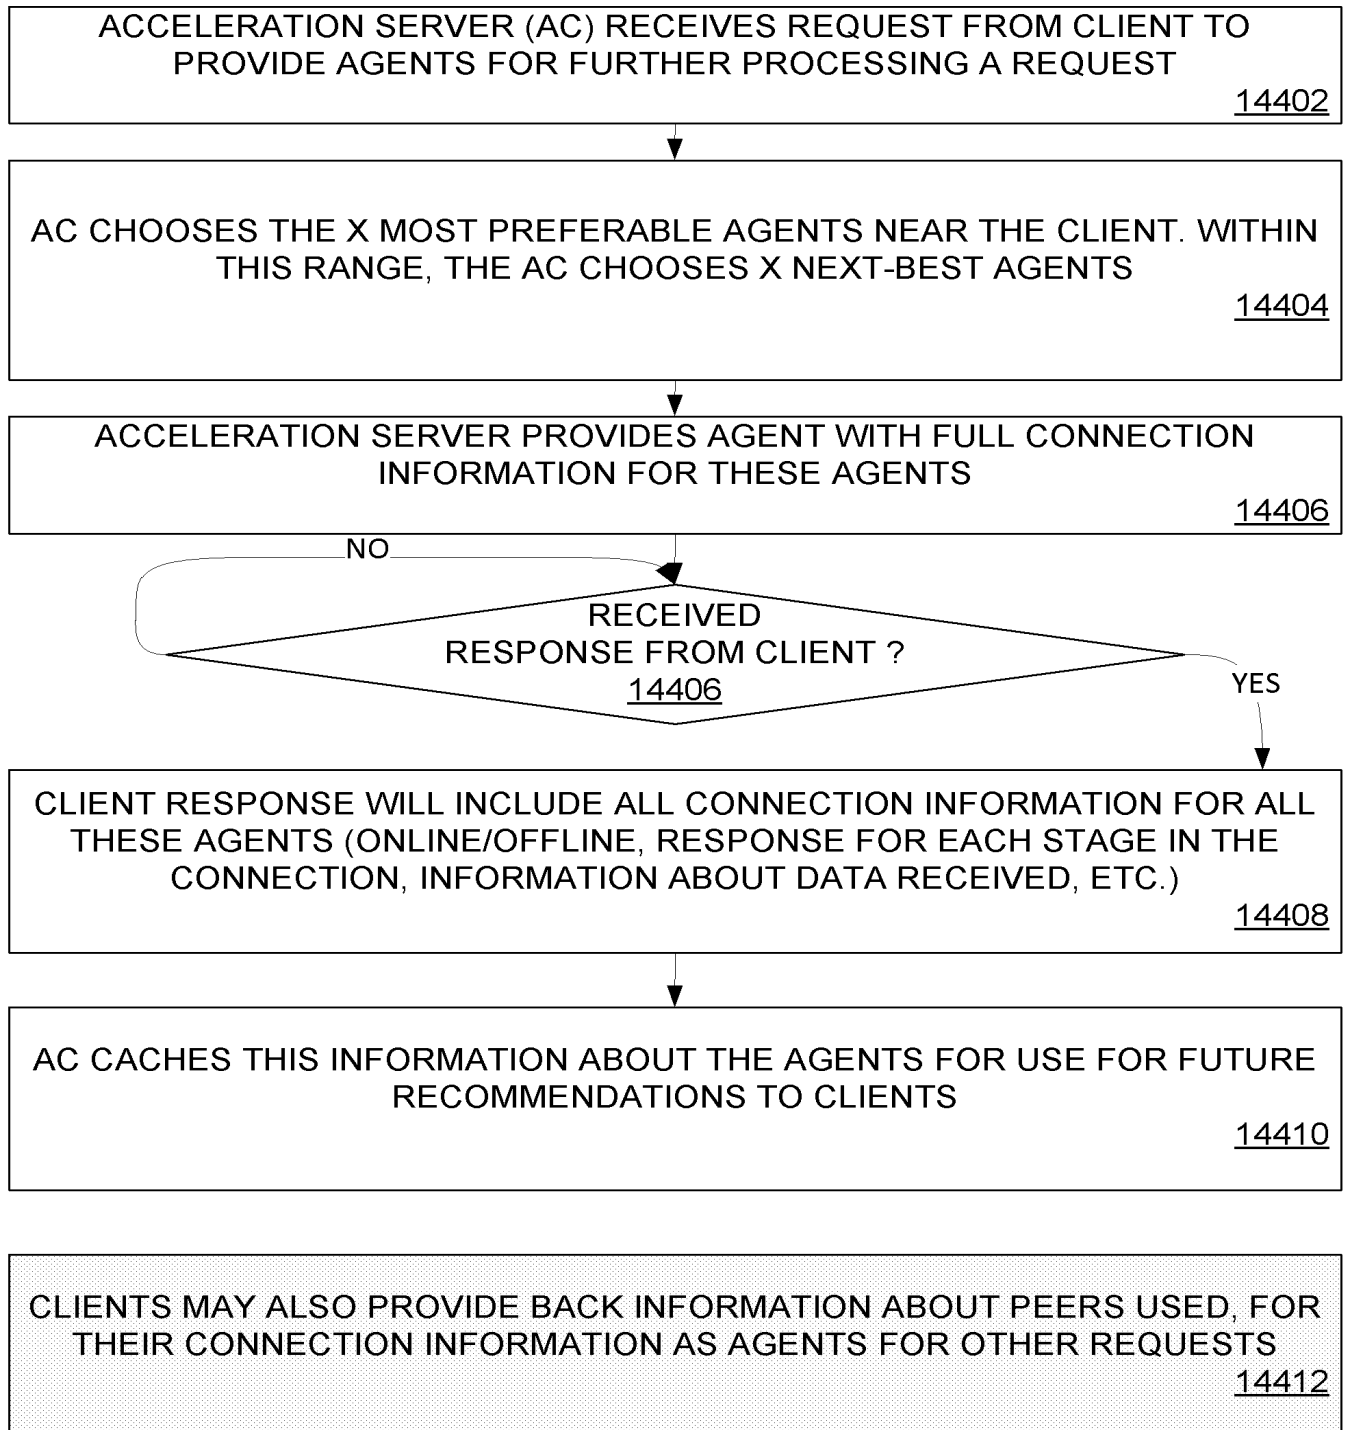 ACCELERATION SERVER (AC) RECEIVES REQUEST FROM CLIENT TO
PROVIDE AGENTS FOR FURTHER PROCESSING A REQUEST
14402
AC CHOOSES THE X MOST PREFERABLE AGENTS NEAR THE CLIENT. WITHIN
THIS RANGE, THE AC CHOOSES X NEXT-BEST AGENTS
14404
ACCELERATION SERVER PROVIDES AGENT WITH FULL CONNECTION
INFORMATION FOR THESE AGENTS
14406
NO
RECEIVED
RESPONSE FROM CLIENT ?
14406
YES
CLIENT RESPONSE WILL INCLUDE ALL CONNECTION INFORMATION FOR ALL
THESE AGENTS (ONLINE/OFFLINE, RESPONSE FOR EACH STAGE IN THE
CONNECTION, INFORMATION ABOUT DATA RECEIVED, ETC.)
14408
AC CACHES THIS INFORMATION ABOUT THE AGENTS FOR USE FOR FUTURE
RECOMMENDATIONS TO CLIENTS
14410
CLIENTS MAY ALSO PROVIDE BACK INFORMATION ABOUT PEERS USED, FOR
THEIR CONNECTION INFORMATION AS AGENTS FOR OTHER REQUESTS
14412